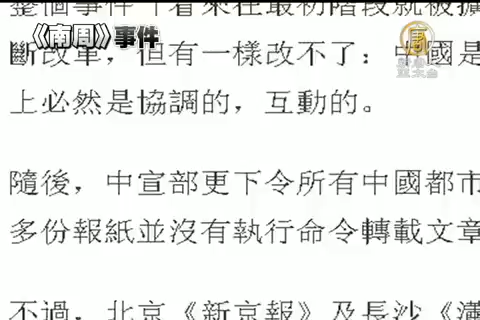 整個事件，看來在最初階段就被擴
《南周》事件
斷改革，但有一樣改不了：中國是
上必然是協調的，互動的。
隨後，中宣部更下令所有中國都市
多份報紙並沒有執行命令轉載文章
不過，北京《新京報》及長沙《瀟